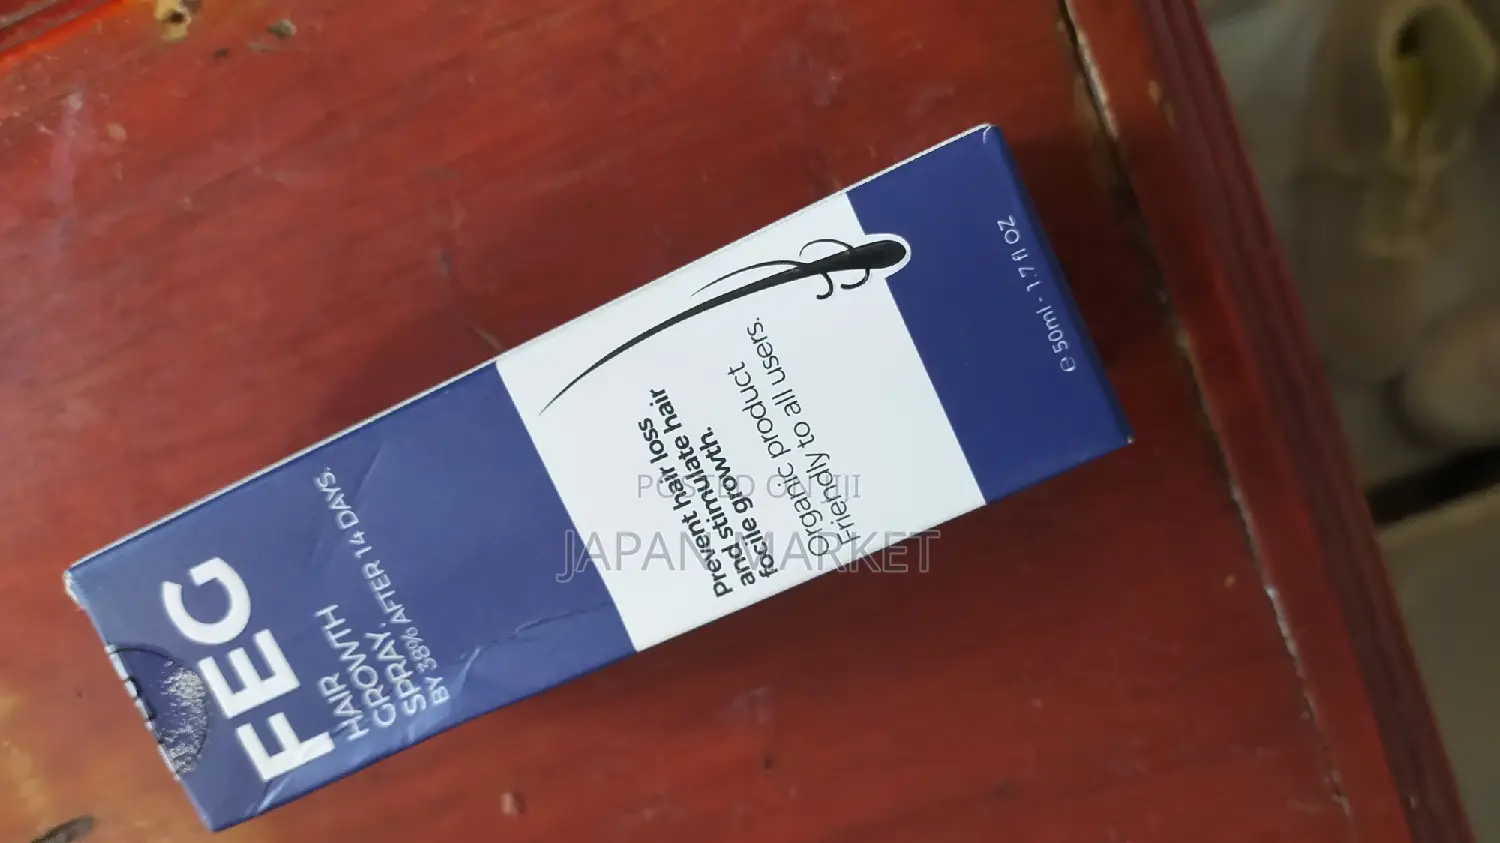 FEG
HAIR
GROWTH
SPRAY.
BY 38% AFTER 14 DAYS.
Prevent hair loss
and stimulate hair
focile growth.
Organic product
Friendly to all users.
e 50ml - 1.7 fl oz
POSTED ON JIJI
JAPAN MARKET